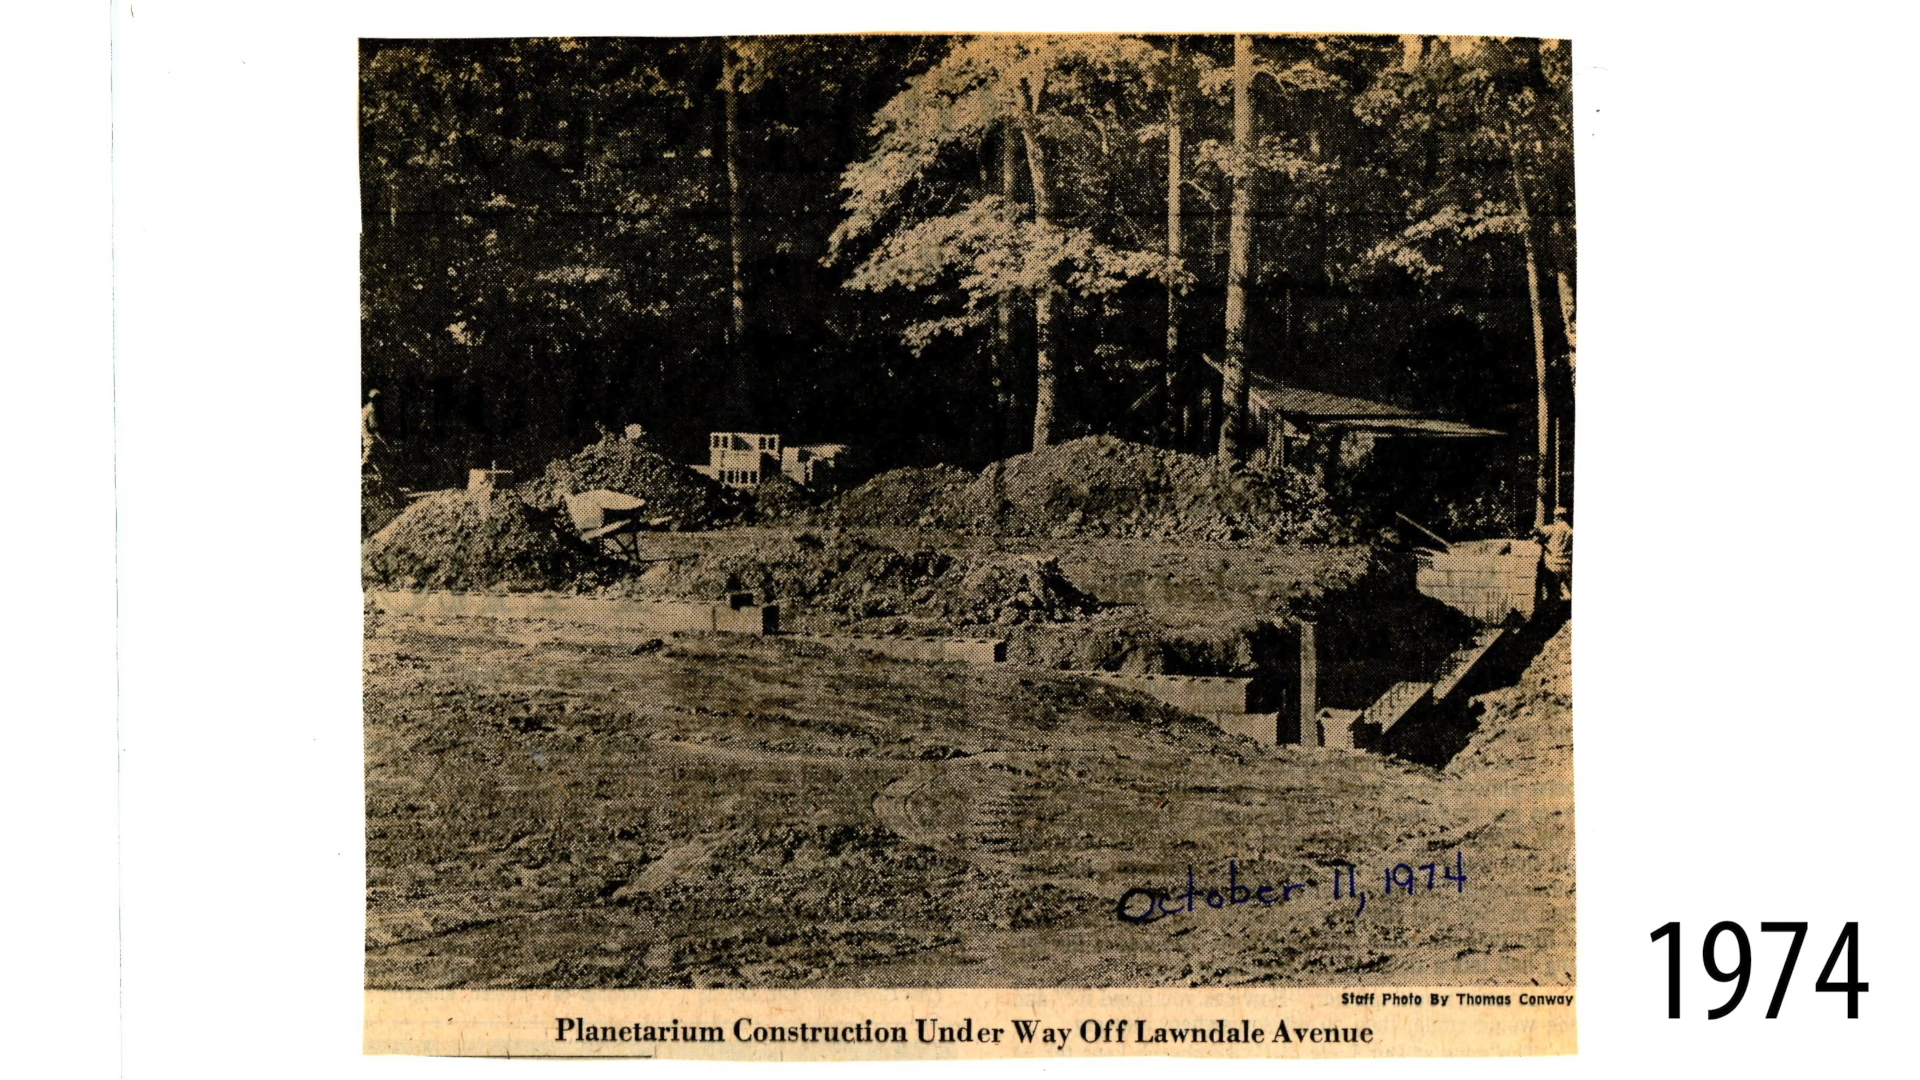 October 11, 1974
1974
Staff Photo By Thomas Conway
Planetarium Construction Under Way Off Lawndale Avenue